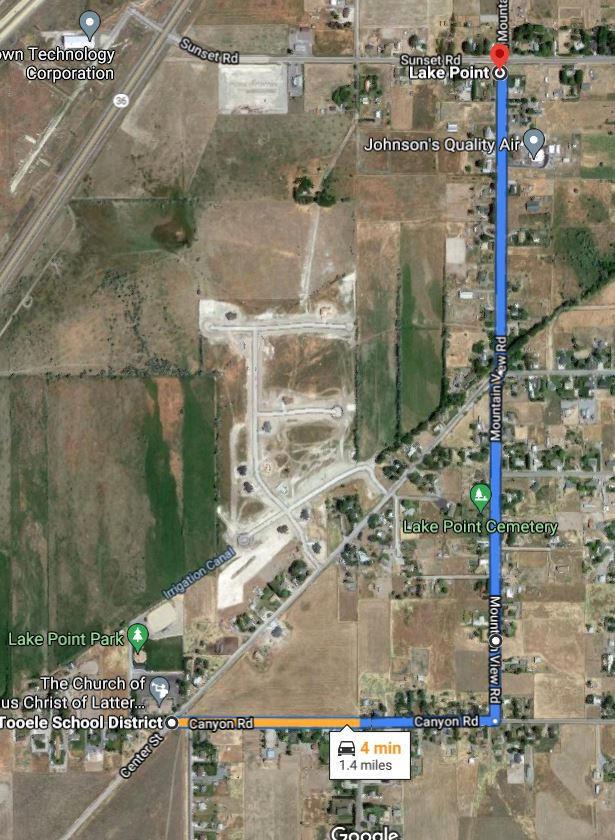 own Technology
Corporation
Sunset Rd
Sunset Rd
Mounta
Lake Point
36
Johnson's Quality Air
Mountain View Rd
Lake Point Cemetery
Irrigation Canal
Lake Point Park
Mountain View Rd
The Church of
us Christ of Latter...
Tooele School District
Canyon Rd
Canyon Rd
Center St
4 min
1.4 miles
Google